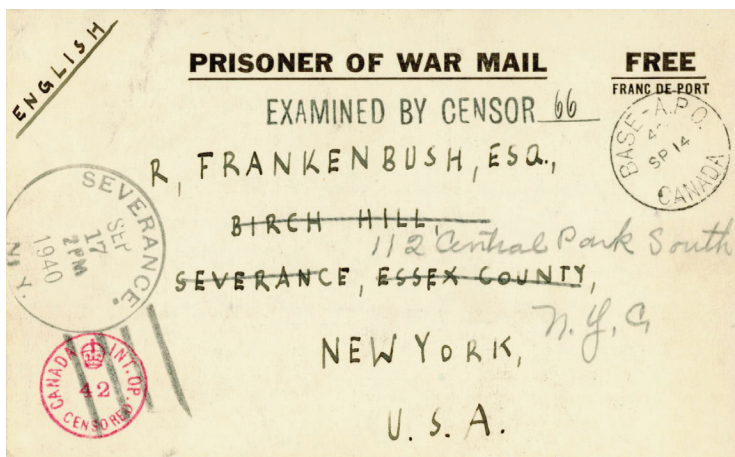 ENGLISH
PRISONER OF WAR MAIL
FREE
FRANC DE PORT
EXAMINED BY CENSOR 66
BASE-A.P.O.
SP 14
CANADA
R, FRANKENBUSH, ESQ.,
BIRCH HILL,
112 Central Park South
SEVERANCE, ESSEX COUNTY,
N.Y.C
NEW YORK,
U.S.A.
SEVERANCE.
SEP
17
2 PM
1940
N.Y.
CANADA INT. OP.
42
CENSORED